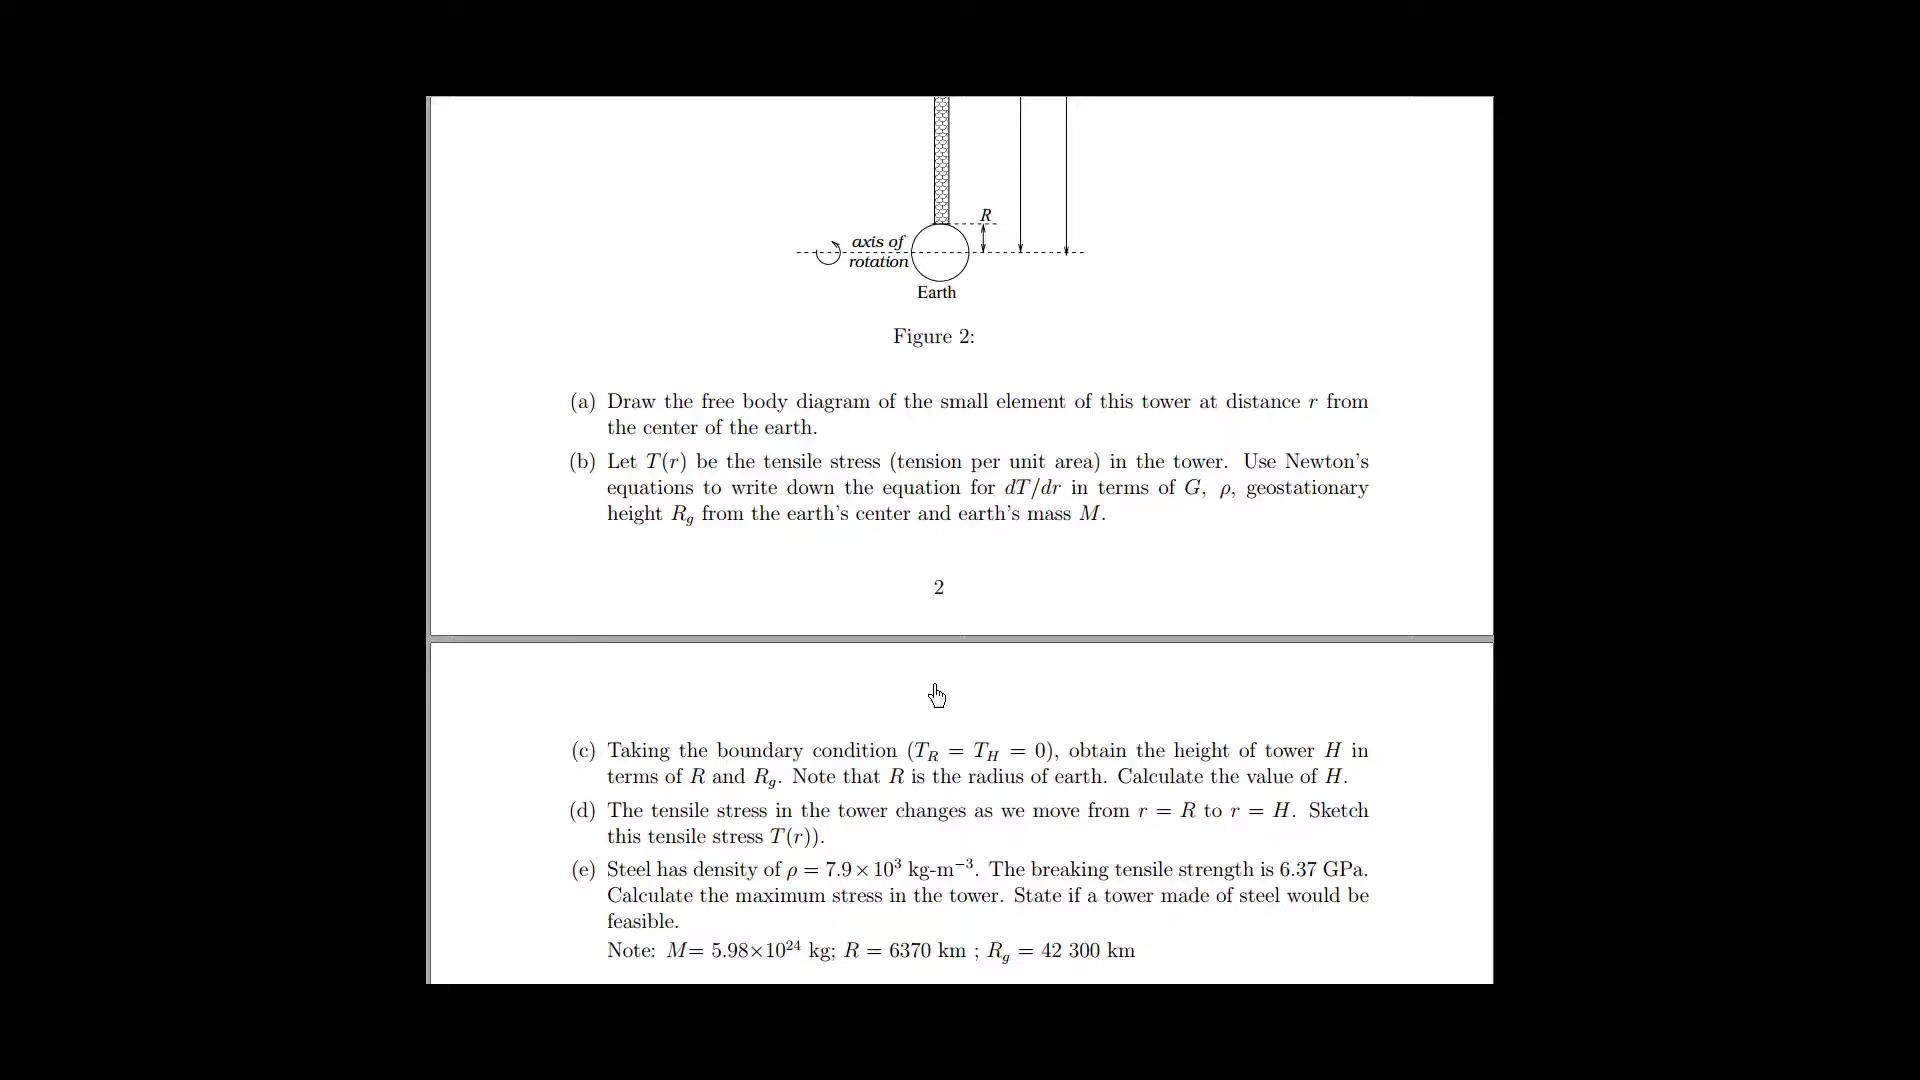 R
axis of
rotation
Earth
Figure 2:
(a) Draw the free body diagram of the small element of this tower at distance r from
the center of the earth.
(b) Let T(r) be the tensile stress (tension per unit area) in the tower. Use Newton's
equations to write down the equation for dT/dr in terms of G, ρ, geostationary
height R_g from the earth's center and earth's mass M.
2
(c) Taking the boundary condition (T_R = T_H = 0), obtain the height of tower H in
terms of R and R_g. Note that R is the radius of earth. Calculate the value of H.
(d) The tensile stress in the tower changes as we move from r = R to r = H. Sketch
this tensile stress T(r)).
(e) Steel has density of ρ = 7.9 × 10³ kg-m⁻³. The breaking tensile strength is 6.37 GPa.
Calculate the maximum stress in the tower. State if a tower made of steel would be
feasible.
Note: M= 5.98×10²⁴ kg; R = 6370 km ; R_g = 42 300 km